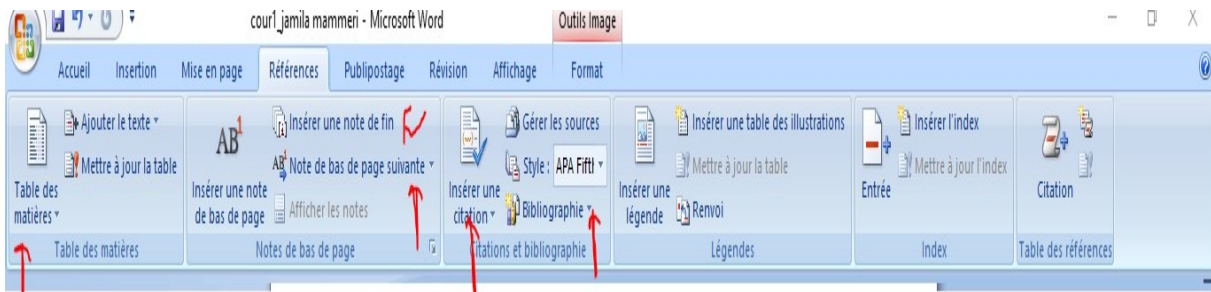 cour1_jamila mammeri - Microsoft Word
Outils Image
Accueil Insertion Mise en page Références Publipostage Révision Affichage Format
Table des matières
Ajouter le texte
Mettre à jour la table
Table des matières
AB1
Insérer une note de bas de page
Insérer une note de fin
AB1 Note de bas de page suivante
Afficher les notes
Notes de bas de page
Insérer une citation
Gérer les sources
Style : APA Fifth
Bibliographie
Citations et bibliographie
Insérer une légende
Insérer une table des illustrations
Mettre à jour la table
Renvoi
Légendes
Entrée
Insérer l'index
Mettre à jour l'index
Index
Citation
Table des références